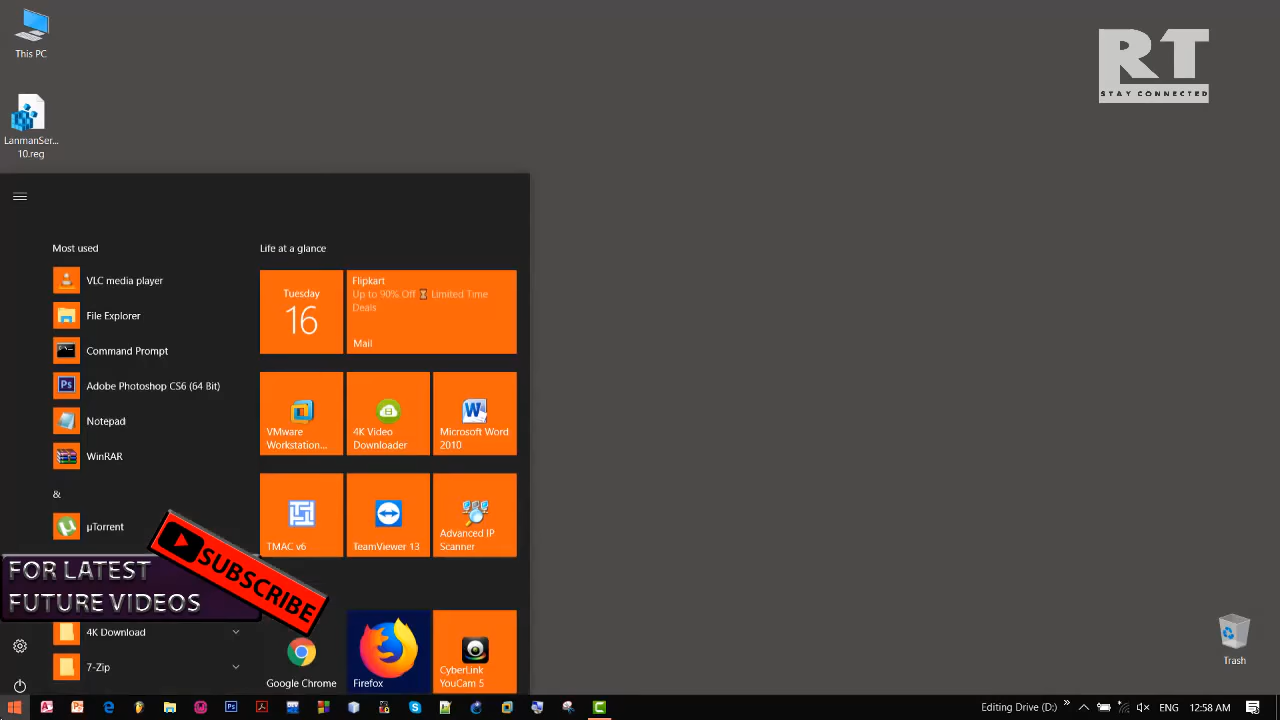 This PC
RT
STAY CONNECTED
LanmanSer...
10.reg
Most used
Life at a glance
VLC media player
File Explorer
Command Prompt
Adobe Photoshop CS6 (64 Bit)
Notepad
WinRAR
&
µTorrent
4K Download
7-Zip
Tuesday
16
Flipkart
Up to 90% Off ⌛ Limited Time
Deals
Mail
VMware
Workstation...
4K Video
Downloader
Microsoft Word
2010
TMAC v6
TeamViewer 13
Advanced IP
Scanner
Google Chrome
Firefox
CyberLink
YouCam 5
FOR LATEST
FUTURE VIDEOS
SUBSCRIBE
Trash
Editing Drive (D:)
»
ENG
12:58 AM